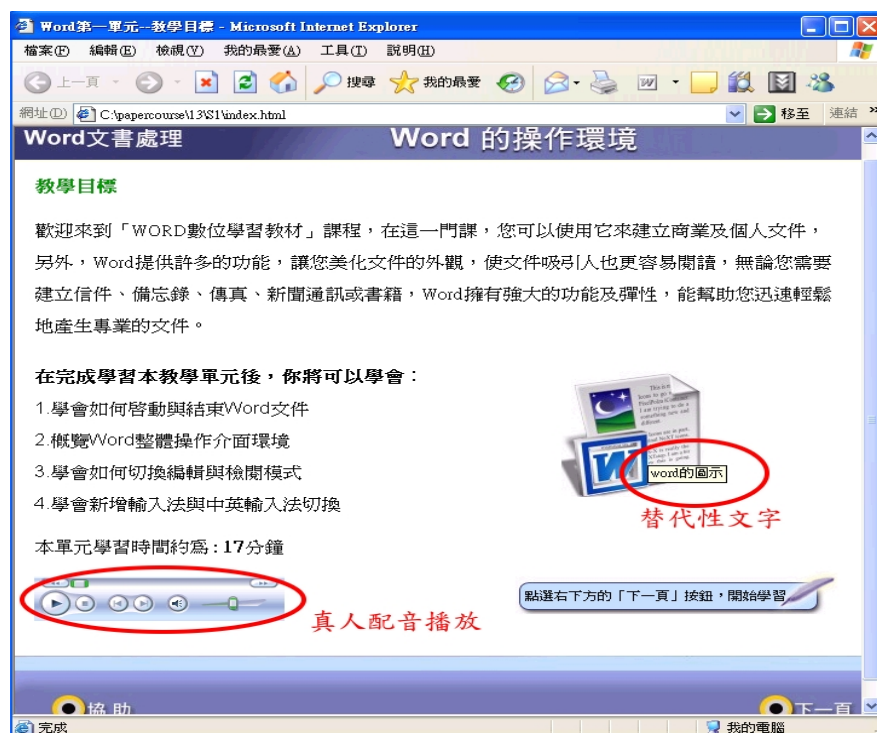 Word第一單元--教學目標 - Microsoft Internet Explorer
檔案(F) 編輯(E) 檢視(V) 我的最愛(A) 工具(T) 說明(H)
上一頁 搜尋 我的最愛
網址(D) C:\papercourse\13\S1\index.html 移至 連結 »
Word文書處理 Word 的操作環境
教學目標
歡迎來到「WORD數位學習教材」課程，在這一門課，您可以使用它來建立商業及個人文件，
另外，Word提供許多的功能，讓您美化文件的外觀，使文件吸引人也更容易閱讀，無論您需要
建立信件、備忘錄、傳真、新聞通訊或書籍，Word擁有強大的功能及彈性，能幫助您迅速輕鬆
地產生專業的文件。
在完成學習本教學單元後，你將可以學會：
1.學會如何啟動與結束Word文件
2.概覽Word整體操作介面環境
3.學會如何切換編輯與檢閱模式
4.學會新增輸入法與中英輸入法切換
W
word的圖示
替代性文字
本單元學習時間約為：17分鐘
真人配音播放
點選右下方的「下一頁」按鈕，開始學習
協助 下一頁
完成 我的電腦